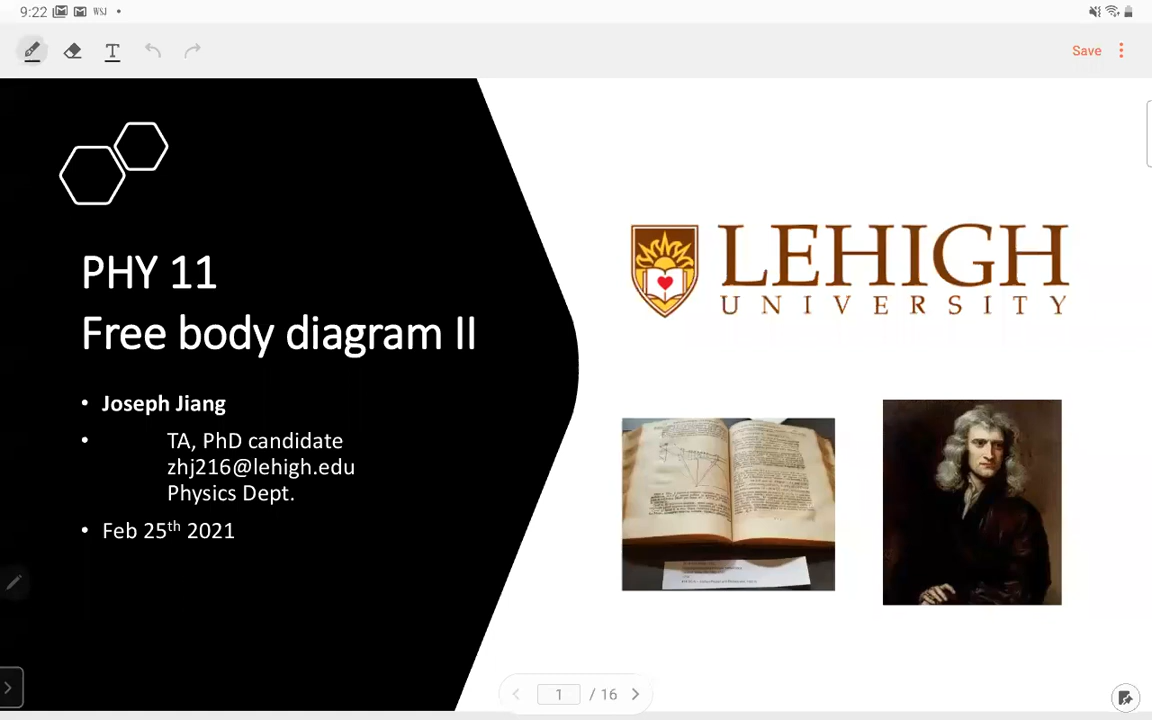 9:22 WSJ
T Save
LEHIGH
UNIVERSITY
PHY 11
Free body diagram II
• Joseph Jiang
• TA, PhD candidate
zhj216@lehigh.edu
Physics Dept.
• Feb 25th 2021
1 / 16